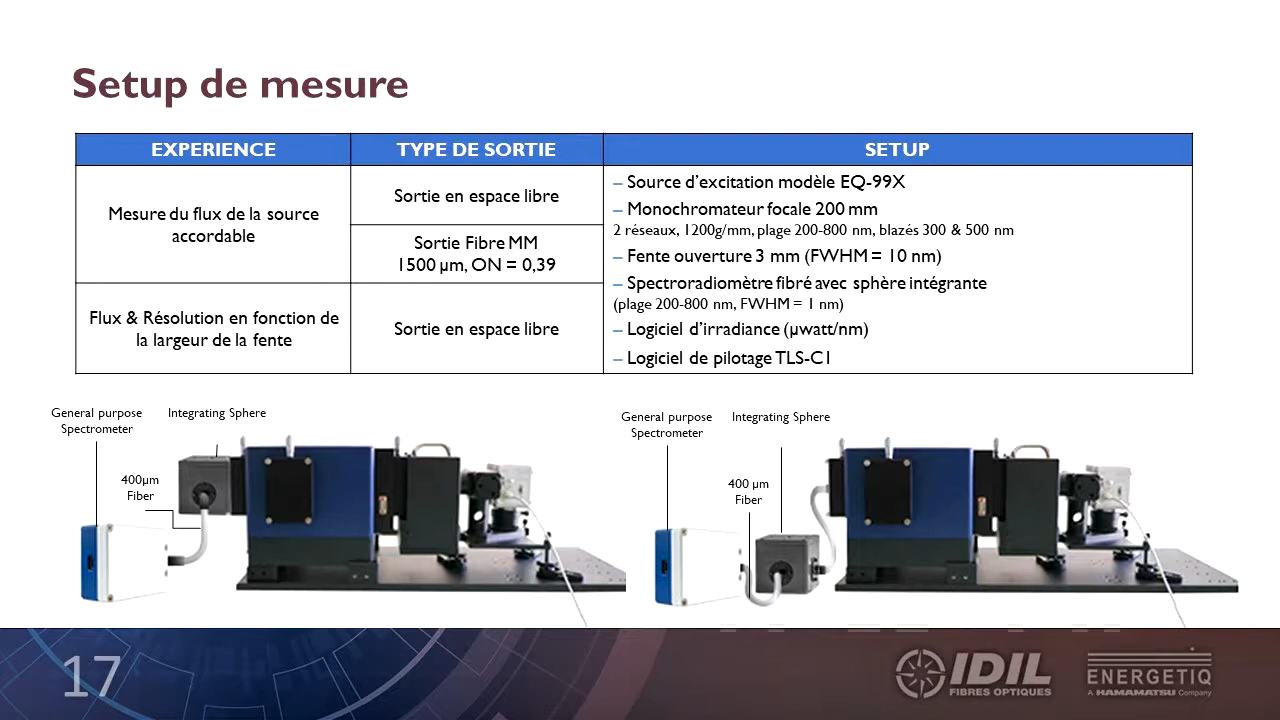 Setup de mesure
EXPERIENCE
TYPE DE SORTIE
SETUP
Mesure du flux de la source
accordable
Sortie en espace libre
Sortie Fibre MM
1500 µm, ON = 0,39
Flux & Résolution en fonction de
la largeur de la fente
Sortie en espace libre
– Source d’excitation modèle EQ-99X
– Monochromateur focale 200 mm
2 réseaux, 1200g/mm, plage 200-800 nm, blazés 300 & 500 nm
– Fente ouverture 3 mm (FWHM = 10 nm)
– Spectroradiomètre fibré avec sphère intégrante
(plage 200-800 nm, FWHM = 1 nm)
– Logiciel d’irradiance (µwatt/nm)
– Logiciel de pilotage TLS-C1
General purpose
Spectrometer
Integrating Sphere
400µm
Fiber
General purpose
Spectrometer
Integrating Sphere
400 µm
Fiber
17
IDIL
FIBRES OPTIQUES
ENERGETIQ
A HAMAMATSU Company